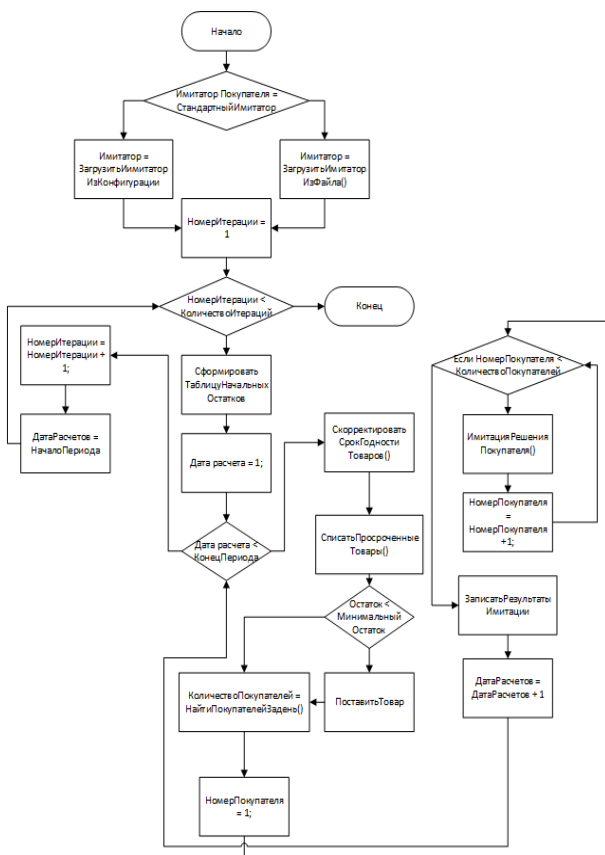 Начало
Имитатор Покупателя =
СтандартныйИмитатор
Имитатор =
ЗагрузитьИимитатор
ИзКонфигурации
Имитатор =
ЗагрузитьИмитатор
ИзФайла()
НомерИтерации =
1
НомерИтерации <
КоличествоИтераций
Конец
НомерИтерации =
НомерИтерации +
1;
ДатаРасчетов =
НачалоПериода
Сформировать
ТаблицуНачальных
Остатков
Дата расчета = 1;
Дата расчета <
КонецПериода
Скорректировать
СрокГодности
Товаров()
СписатьПросроченные
Товары()
Остаток <
Минимальный
Остаток
КоличествоПокупателей =
НайтиПокупателейЗадень()
ПоставитьТовар
НомерПокупателя
= 1;
Если НомерПокупателя <
КоличествоПокупателей
ИмитацияРешения
Покупателя()
НомерПокупателя
=
НомерПокупателя
+1;
ЗаписатьРезультаты
Имитации
ДатаРасчетов =
ДатаРасчетов + 1